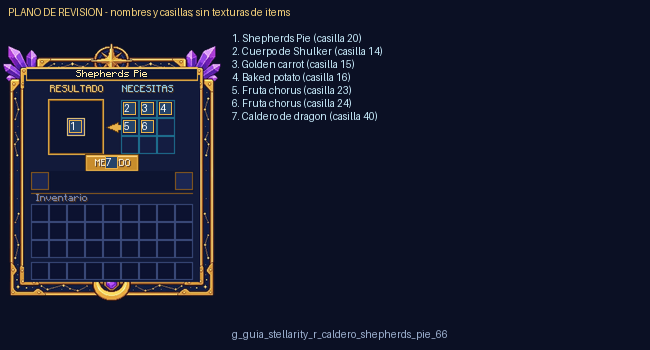 PLANO DE REVISION - nombres y casillas; sin texturas de items
Shepherds Pie
RESULTADO NECESITAS
2 3 4
1 5 6
ME7 DO
Inventario
1. Shepherds Pie (casilla 20)
2. Cuerpo de Shulker (casilla 14)
3. Golden carrot (casilla 15)
4. Baked potato (casilla 16)
5. Fruta chorus (casilla 23)
6. Fruta chorus (casilla 24)
7. Caldero de dragon (casilla 40)
g_guia_stellarity_r_caldero_shepherds_pie_66